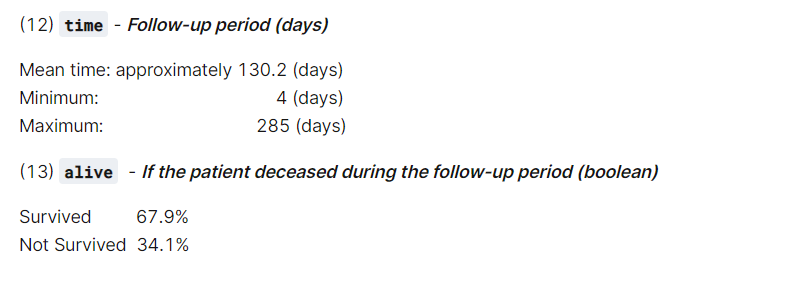 (12) time - Follow-up period (days)
Mean time: approximately 130.2 (days)
Minimum: 4 (days)
Maximum: 285 (days)
(13) alive - If the patient deceased during the follow-up period (boolean)
Survived 67.9%
Not Survived 34.1%